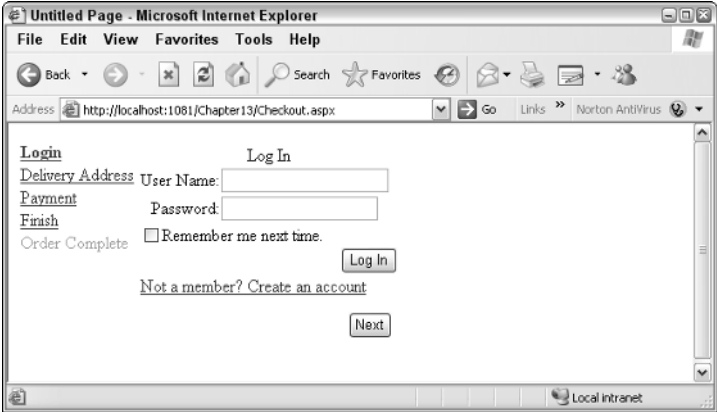 Untitled Page - Microsoft Internet Explorer
File Edit View Favorites Tools Help
Back Search Favorites
Address http://localhost:1081/Chapter13/Checkout.aspx Go Links » Norton AntiVirus
Login
Delivery Address
Payment
Finish
Order Complete
Log In
User Name:
Password:
Remember me next time.
Log In
Not a member? Create an account
Next
Local intranet